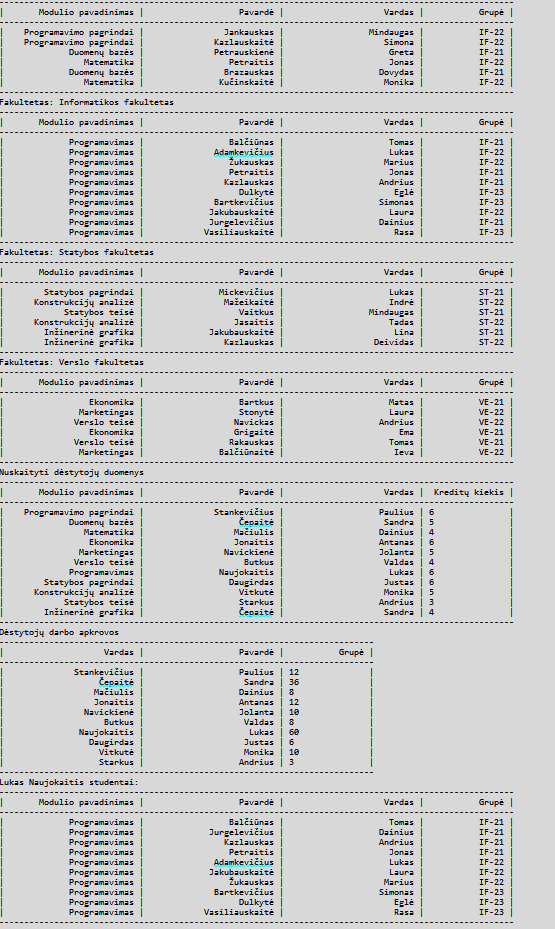 | Modulio pavadinimas | Pavardė | Vardas | Grupė |
| Programavimo pagrindai | Jankauskas | Mindaugas | IF-22 |
| Programavimo pagrindai | Kazlauskaitė | Simona | IF-22 |
| Duomenų bazės | Petrauskienė | Greta | IF-21 |
| Matematika | Petraitis | Jonas | IF-22 |
| Duomenų bazės | Brazauskas | Dovydas | IF-21 |
| Matematika | Kučinskaitė | Monika | IF-22 |
Fakultetas: Informatikos fakultetas
| Modulio pavadinimas | Pavardė | Vardas | Grupė |
| Programavimas | Balčiūnas | Tomas | IF-21 |
| Programavimas | Adamkevičius | Lukas | IF-22 |
| Programavimas | Žukauskas | Marius | IF-22 |
| Programavimas | Petraitis | Jonas | IF-21 |
| Programavimas | Kazlauskas | Andrius | IF-21 |
| Programavimas | Dulkytė | Eglė | IF-23 |
| Programavimas | Bartkevičius | Simonas | IF-23 |
| Programavimas | Jakubauskaitė | Laura | IF-22 |
| Programavimas | Jurgelevičius | Dainius | IF-21 |
| Programavimas | Vasiliauskaitė | Rasa | IF-23 |
Fakultetas: Statybos fakultetas
| Modulio pavadinimas | Pavardė | Vardas | Grupė |
| Statybos pagrindai | Mickevičius | Lukas | ST-21 |
| Konstrukcijų analizė | Mažeikaitė | Indrė | ST-22 |
| Statybos teisė | Vaitkus | Mindaugas | ST-21 |
| Konstrukcijų analizė | Jasaitis | Tadas | ST-22 |
| Inžinerinė grafika | Jakubauskaitė | Lina | ST-21 |
| Inžinerinė grafika | Kazlauskas | Deividas | ST-22 |
Fakultetas: Verslo fakultetas
| Modulio pavadinimas | Pavardė | Vardas | Grupė |
| Ekonomika | Bartkus | Matas | VE-21 |
| Marketingas | Stonytė | Laura | VE-22 |
| Verslo teisė | Navickas | Andrius | VE-22 |
| Ekonomika | Grigaitė | Ema | VE-21 |
| Verslo teisė | Rakauskas | Tomas | VE-21 |
| Marketingas | Balčiūnaitė | Ieva | VE-22 |
Nuskaityti dėstytojų duomenys
| Modulio pavadinimas | Pavardė | Vardas | Kreditų kiekis |
| Programavimo pagrindai | Stankevičius | Paulius | 6
| Duomenų bazės | Čepaitė | Sandra | 5 |
| Matematika | Mačiulis | Dainius | 4 |
| Ekonomika | Jonaitis | Antanas | 6 |
| Marketingas | Navickienė | Jolanta | 5 |
| Verslo teisė | Butkus | Valdas | 4 |
| Programavimas | Naujokaitis | Lukas | 6 |
| Statybos pagrindai | Daugirdas | Justas | 6 |
| Konstrukcijų analizė | Vitkutė | Monika | 5 |
| Statybos teisė | Starkus | Andrius | 3 |
| Inžinerinė grafika | Čepaitė | Sandra | 4 |
Dėstytojų darbo apkrovos
| Vardas | Pavardė | Grupė |
| Stankevičius | Paulius | 12 |
| Čepaitė | Sandra | 36 |
| Mačiulis | Dainius | 8 |
| Jonaitis | Antanas | 12 |
| Navickienė | Jolanta | 10 |
| Butkus | Valdas | 8 |
| Naujokaitis | Lukas | 60 |
| Daugirdas | Justas | 6 |
| Vitkutė | Monika | 10 |
| Starkus | Andrius | 3 |
Lukas Naujokaitis studentai:
| Modulio pavadinimas | Pavardė | Vardas | Grupė |
| Programavimas | Balčiūnas | Tomas | IF-21 |
| Programavimas | Jurgelevičius | Dainius | IF-21 |
| Programavimas | Kazlauskas | Andrius | IF-21 |
| Programavimas | Petraitis | Jonas | IF-21 |
| Programavimas | Adamkevičius | Lukas | IF-22 |
| Programavimas | Jakubauskaitė | Laura | IF-22 |
| Programavimas | Žukauskas | Marius | IF-22 |
| Programavimas | Bartkevičius | Simonas | IF-23 |
| Programavimas | Dulkytė | Eglė | IF-23 |
| Programavimas | Vasiliauskaitė | Rasa | IF-23 |